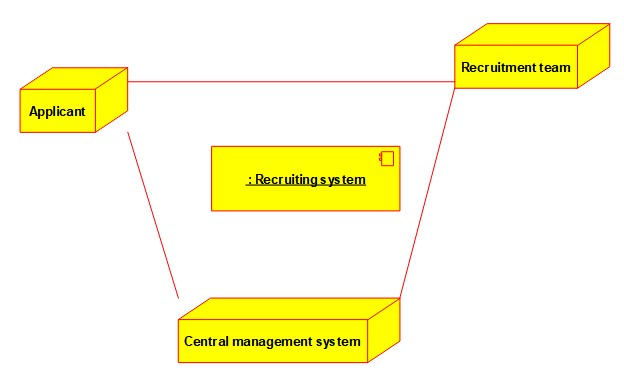 Recruitment team
Applicant
: Recruiting system
Central management system